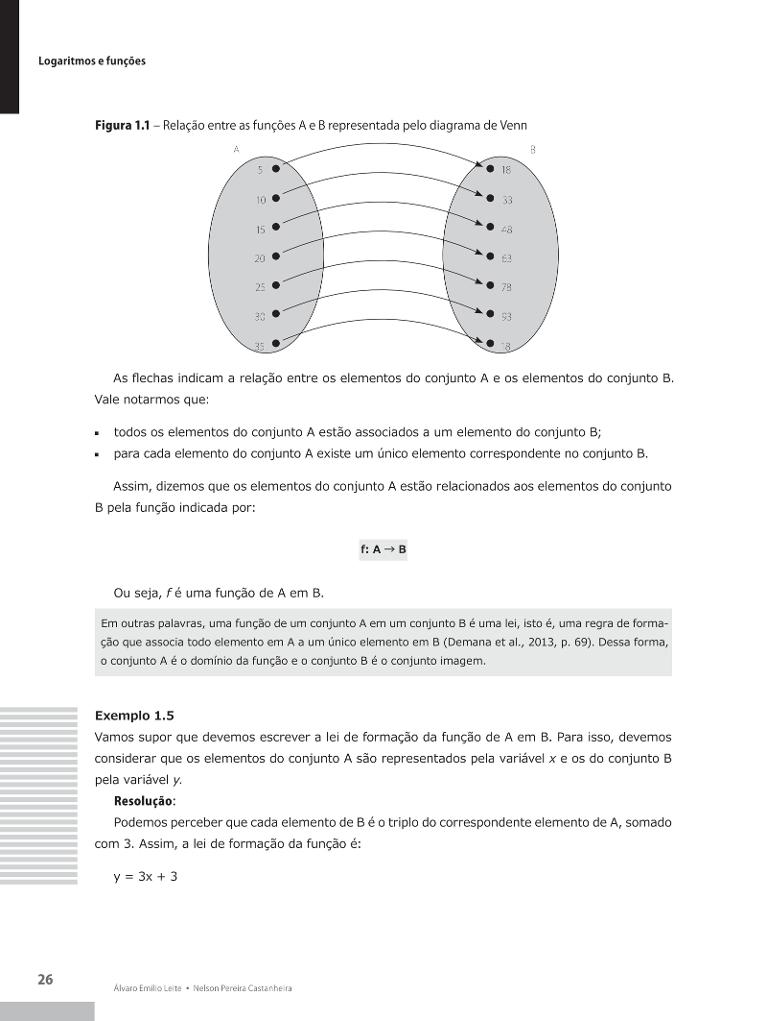 Logaritmos e funções
Figura 1.1 – Relação entre as funções A e B representada pelo diagrama de Venn
A B
5 18
10 33
15 48
20 63
25 78
30 93
35 18
As flechas indicam a relação entre os elementos do conjunto A e os elementos do conjunto B.
Vale notarmos que:
▪ todos os elementos do conjunto A estão associados a um elemento do conjunto B;
▪ para cada elemento do conjunto A existe um único elemento correspondente no conjunto B.
Assim, dizemos que os elementos do conjunto A estão relacionados aos elementos do conjunto
B pela função indicada por:
f: A → B
Ou seja, f é uma função de A em B.
Em outras palavras, uma função de um conjunto A em um conjunto B é uma lei, isto é, uma regra de forma-
ção que associa todo elemento em A a um único elemento em B (Demana et al., 2013, p. 69). Dessa forma,
o conjunto A é o domínio da função e o conjunto B é o conjunto imagem.
Exemplo 1.5
Vamos supor que devemos escrever a lei de formação da função de A em B. Para isso, devemos
considerar que os elementos do conjunto A são representados pela variável x e os do conjunto B
pela variável y.
Resolução:
Podemos perceber que cada elemento de B é o triplo do correspondente elemento de A, somado
com 3. Assim, a lei de formação da função é:
y = 3x + 3
26
Álvaro Emílio Leite • Nelson Pereira Castanheira